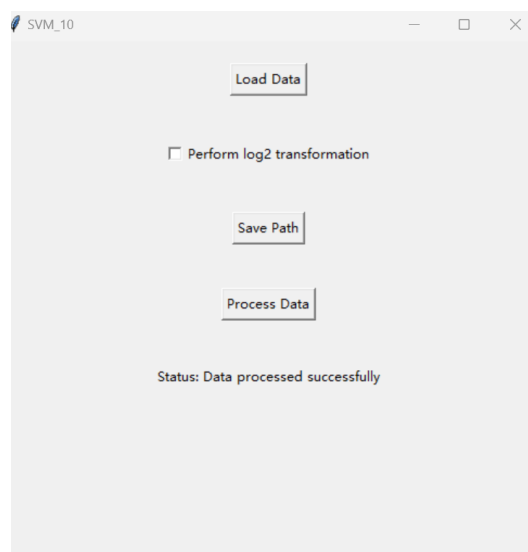 SVM_10
Load Data
Perform log2 transformation
Save Path
Process Data
Status: Data processed successfully